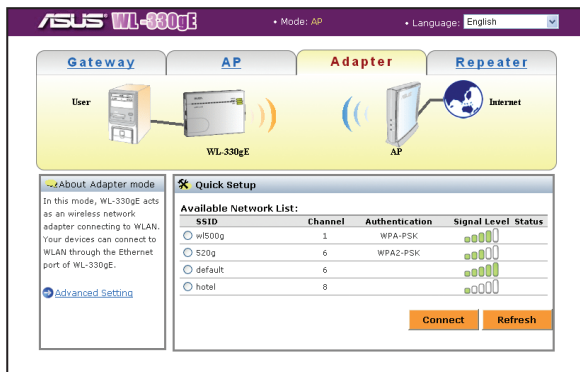 ASUS WL-330gE • Mode: AP • Language: English
Gateway AP Adapter Repeater
User Internet
WL-330gE AP
About Adapter mode
In this mode, WL-330gE acts
as an wireless network
adapter connecting to WLAN.
Your devices can connect to
WLAN through the Ethernet
port of WL-330gE.
Advanced Setting
Quick Setup
Available Network List:
SSID Channel Authentication Signal Level Status
wl500g 1 WPA-PSK
520g 6 WPA2-PSK
default 6
hotel 8
Connect Refresh